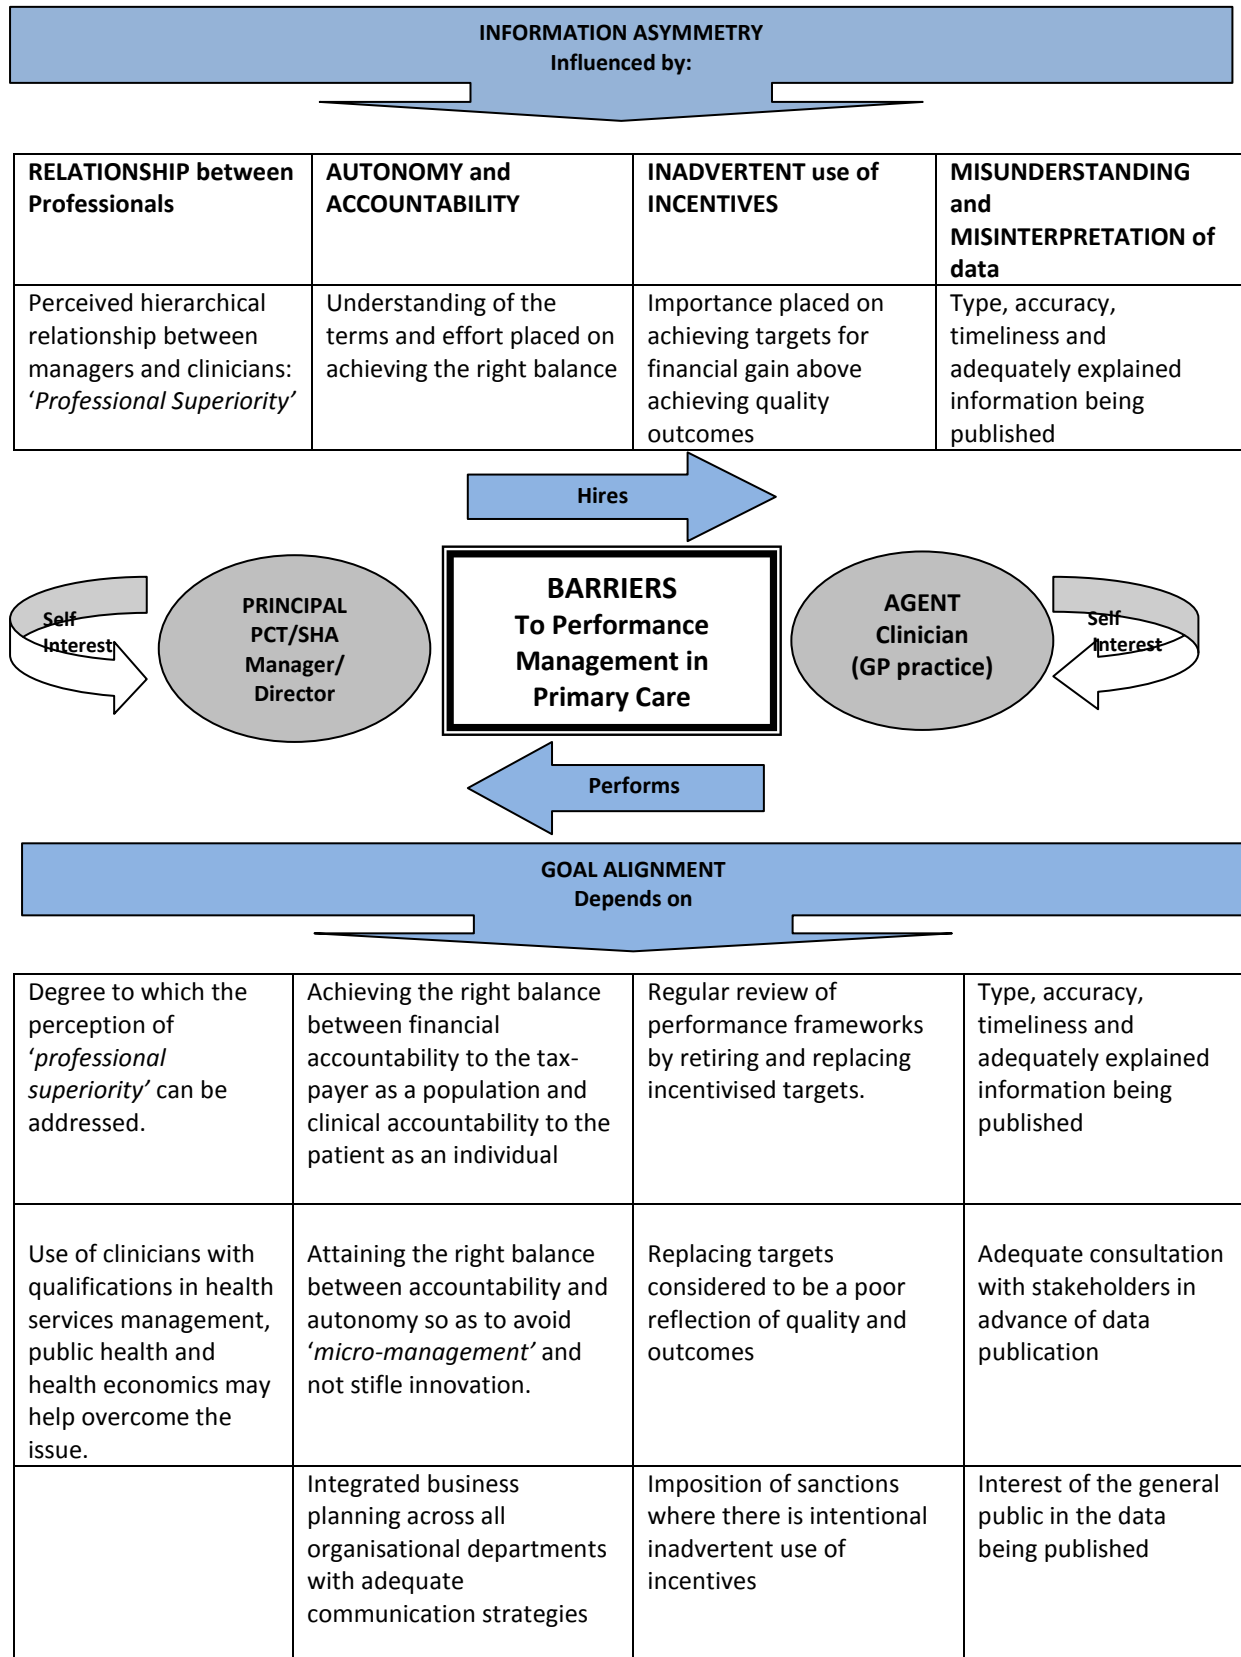 INFORMATION ASYMMETRY
Influenced by:
RELATIONSHIP between
Professionals
AUTONOMY and
ACCOUNTABILITY
INADVERTENT use of
INCENTIVES
MISUNDERSTANDING
and
MISINTERPRETATION of
data
Perceived hierarchical
relationship between
managers and clinicians:
‘Professional Superiority’
Understanding of the
terms and effort placed on
achieving the right balance
Importance placed on
achieving targets for
financial gain above
achieving quality
outcomes
Type, accuracy,
timeliness and
adequately explained
information being
published
Hires
Self
Interest
PRINCIPAL
PCT/SHA
Manager/
Director
BARRIERS
To Performance
Management in
Primary Care
AGENT
Clinician
(GP practice)
Self
Interest
Performs
GOAL ALIGNMENT
Depends on
Degree to which the
perception of
‘professional
superiority’ can be
addressed.
Achieving the right balance
between financial
accountability to the tax-
payer as a population and
clinical accountability to the
patient as an individual
Regular review of
performance frameworks
by retiring and replacing
incentivised targets.
Type, accuracy,
timeliness and
adequately explained
information being
published
Use of clinicians with
qualifications in health
services management,
public health and
health economics may
help overcome the
issue.
Attaining the right balance
between accountability and
autonomy so as to avoid
‘micro-management’ and
not stifle innovation.
Replacing targets
considered to be a poor
reflection of quality and
outcomes
Adequate consultation
with stakeholders in
advance of data
publication
Integrated business
planning across all
organisational departments
with adequate
communication strategies
Imposition of sanctions
where there is intentional
inadvertent use of
incentives
Interest of the general
public in the data
being published